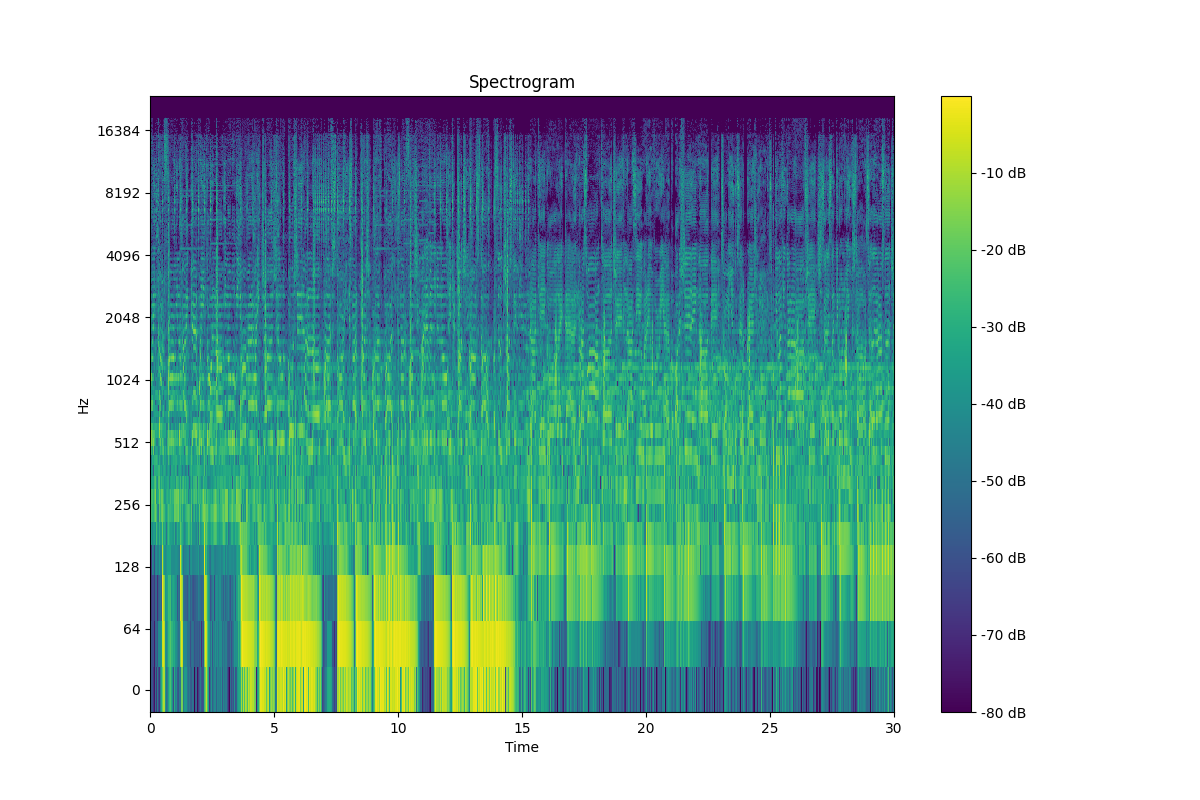 Spectrogram
16384
8192
4096
2048
1024
512
256
128
64
0
Hz
0 5 10 15 20 25 30
Time
-10 dB
-20 dB
-30 dB
-40 dB
-50 dB
-60 dB
-70 dB
-80 dB